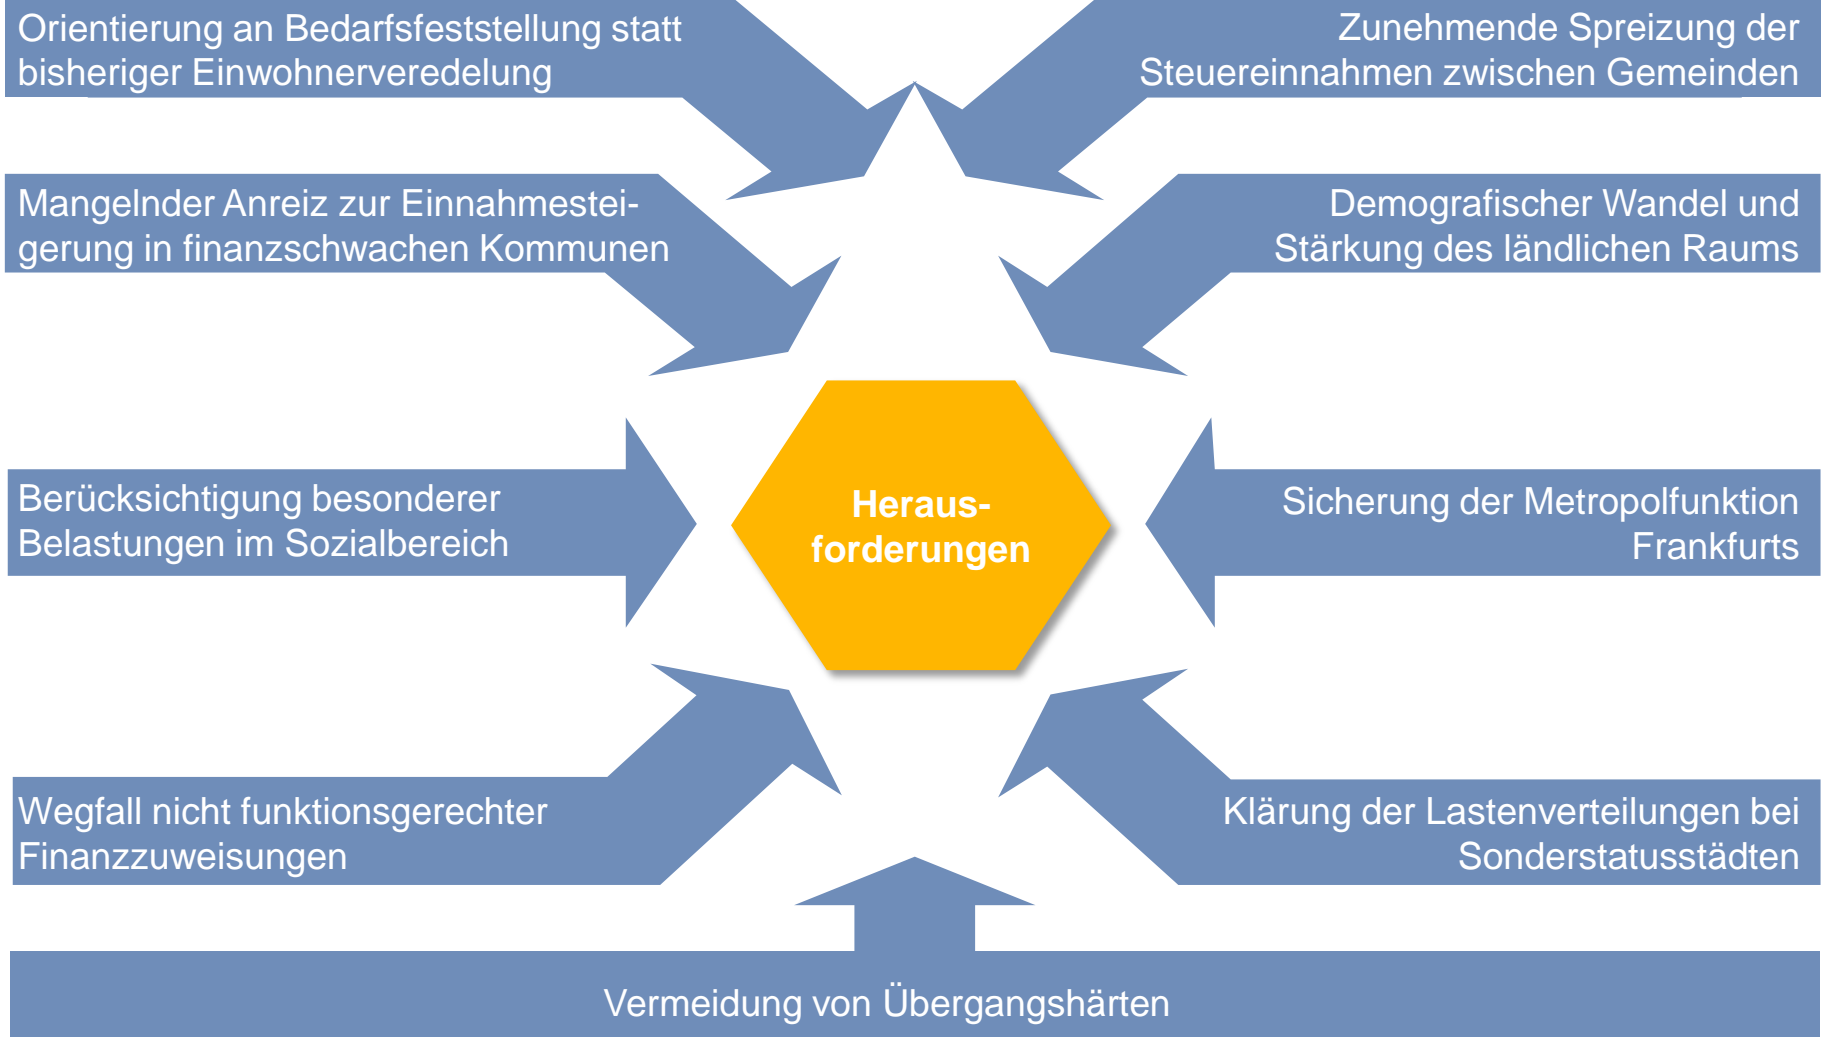 Orientierung an Bedarfsfeststellung statt
bisheriger Einwohnerveredelung
Zunehmende Spreizung der
Steuereinnahmen zwischen Gemeinden
Mangelnder Anreiz zur Einnahmestei-
gerung in finanzschwachen Kommunen
Demografischer Wandel und
Stärkung des ländlichen Raums
Berücksichtigung besonderer
Belastungen im Sozialbereich
Heraus-
forderungen
Sicherung der Metropolfunktion
Frankfurts
Wegfall nicht funktionsgerechter
Finanzzuweisungen
Klärung der Lastenverteilungen bei
Sonderstatusstädten
Vermeidung von Übergangshärten